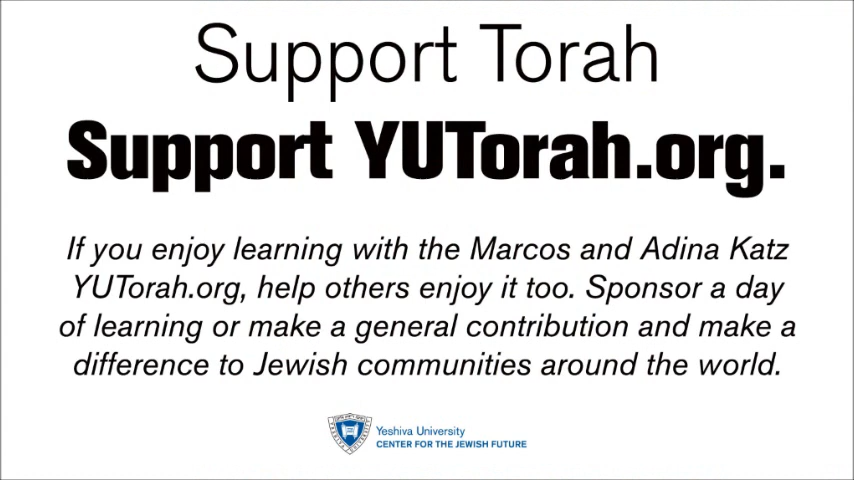 Support Torah
Support YUTorah.org.
If you enjoy learning with the Marcos and Adina Katz
YUTorah.org, help others enjoy it too. Sponsor a day
of learning or make a general contribution and make a
difference to Jewish communities around the world.
Yeshiva University
CENTER FOR THE JEWISH FUTURE